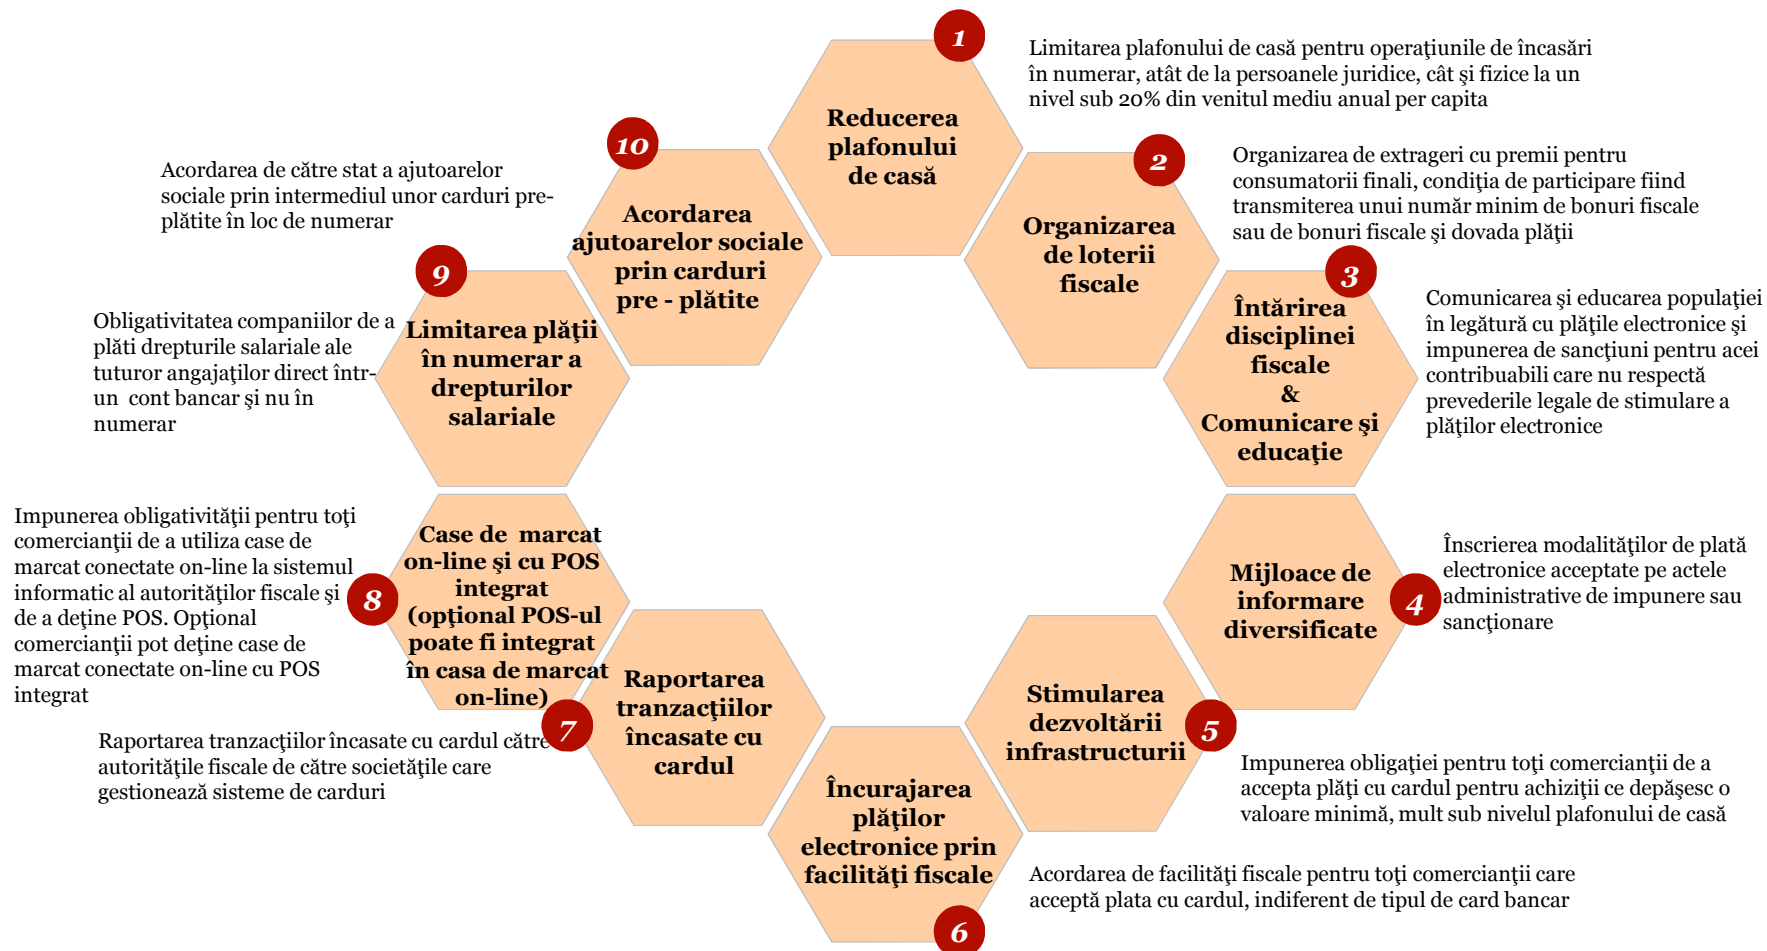 1
Reducerea
plafonului
de casă
Limitarea plafonului de casă pentru operaţiunile de încasări
în numerar, atât de la persoanele juridice, cât şi fizice la un
nivel sub 20% din venitul mediu anual per capita
2
Organizarea
de loterii
fiscale
Organizarea de extrageri cu premii pentru
consumatorii finali, condiţia de participare fiind
transmiterea unui număr minim de bonuri fiscale
sau de bonuri fiscale şi dovada plăţii
3
Întărirea
disciplinei
fiscale
&
Comunicare şi
educaţie
Comunicarea şi educarea populaţiei
în legătură cu plăţile electronice şi
impunerea de sancţiuni pentru acei
contribuabili care nu respectă
prevederile legale de stimulare a
plăţilor electronice
4
Mijloace de
informare
diversificate
Înscrierea modalităţilor de plată
electronice acceptate pe actele
administrative de impunere sau
sancţionare
5
Stimularea
dezvoltării
infrastructurii
Impunerea obligaţiei pentru toţi comercianţii de a
accepta plăţi cu cardul pentru achiziţii ce depăşesc o
valoare minimă, mult sub nivelul plafonului de casă
6
Încurajarea
plăţilor
electronice prin
facilităţi fiscale
Acordarea de facilităţi fiscale pentru toţi comercianţii care
acceptă plata cu cardul, indiferent de tipul de card bancar
7
Raportarea
tranzacţiilor
încasate cu
cardul
Raportarea tranzacţiilor încasate cu cardul către
autorităţile fiscale de către societăţile care
gestionează sisteme de carduri
8
Case de marcat
on-line şi cu POS
integrat
(opţional POS-ul
poate fi integrat
în casa de marcat
on-line)
Impunerea obligativităţii pentru toţi
comercianţii de a utiliza case de
marcat conectate on-line la sistemul
informatic al autorităţilor fiscale şi
de a deţine POS. Opţional
comercianţii pot deţine case de
marcat conectate on-line cu POS
integrat
9
Limitarea plăţii
în numerar a
drepturilor
salariale
Obligativitatea companiilor de a
plăti drepturile salariale ale
tuturor angajaţilor direct într-
un cont bancar şi nu în
numerar
10
Acordarea
ajutoarelor sociale
prin carduri
pre - plătite
Acordarea de către stat a ajutoarelor
sociale prin intermediul unor carduri pre-
plătite în loc de numerar